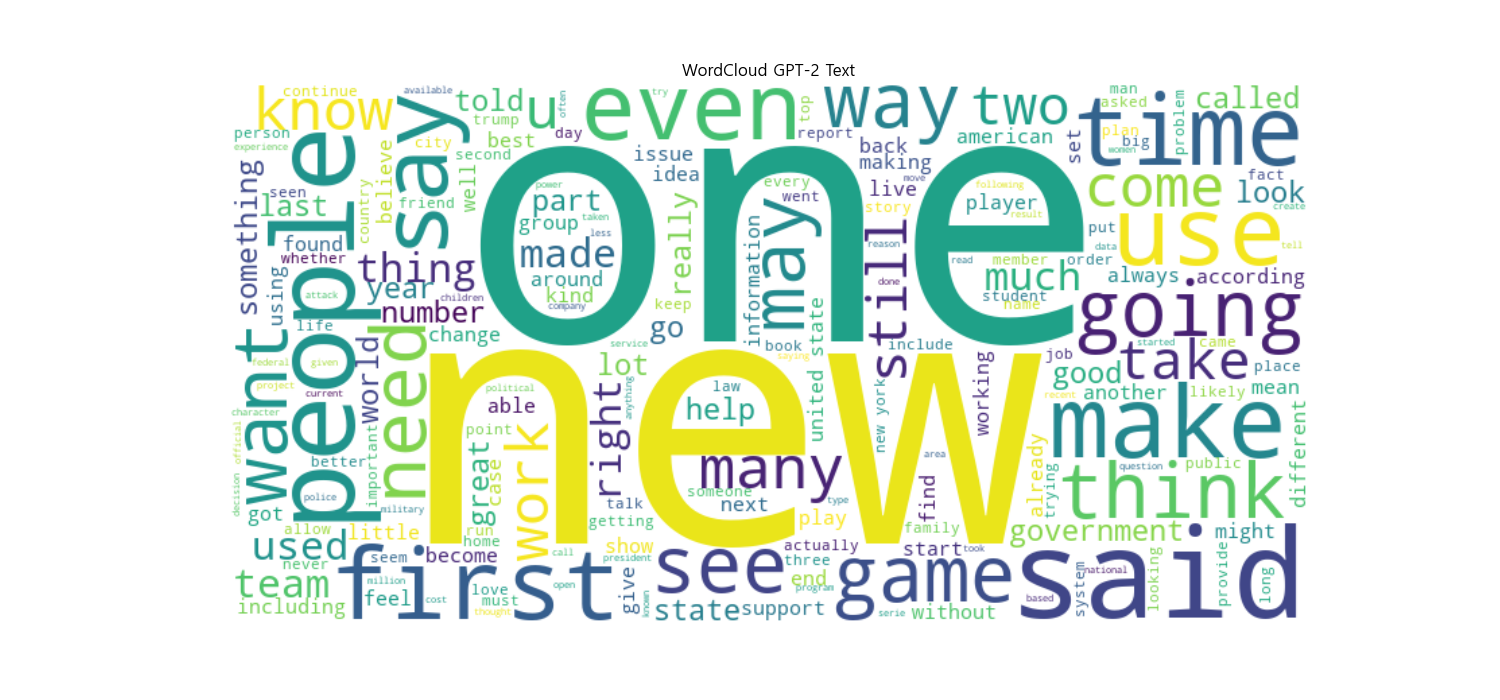 WordCloud GPT-2 Text
continue
available
know
say
told
trump
u
often
even
try
top
way
two
man
asked
called
time
problem
person
experience
people
city
best
second
day
report
back
making
american
set
plan
women
big
something
seen
last
country
believe
friend
well
issue
idea
one
power
part
group
taken
less
made
around
kind
company
really
every
went
may
information
live
move
story
still
reason
done
read
following
player
result
member
much
student
name
put
data
order
come
use
always
look
fact
create
tell
according
going
found
whether
using
attack
life
thing
year
children
number
change
keep
go
service
lot
book
saying
united state
include
new york
working
job
started
came
take
good
another
recent
likely
place
mean
want
federal
given
project
current
world
need
character
official
decision
important
better
police
military
got
new
political
able
point
great
case
work
run
home
right
anything
law
help
many
someone
next
talk
getting
type
play
area
find
family
already
trying
make
think
question
public
different
government
might
used
allow
little
never
seem
become
first
team
including
million
feel
cost
love
must
thought
call
open
show
president
give
known
see
state
support
actually
three
end
program
game
serie
start
took
without
said
based
national
system
looking
provide
long